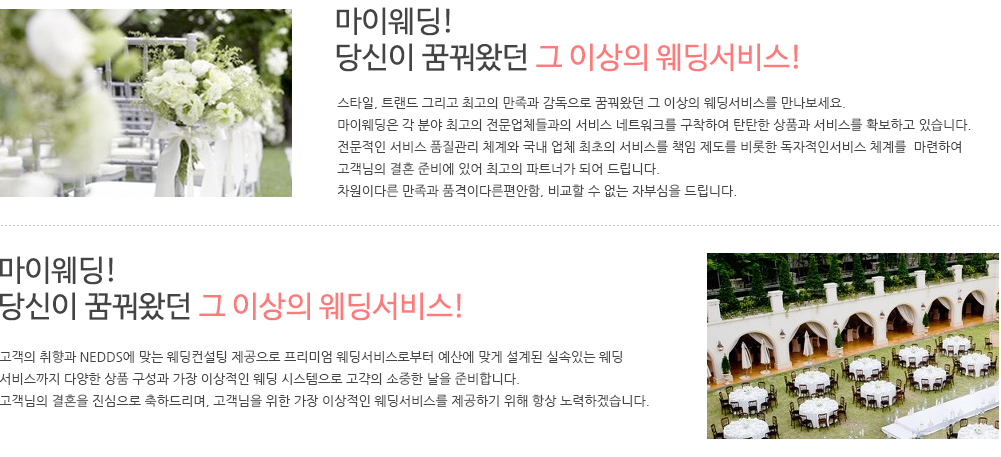 마이웨딩!
당신이 꿈꿔왔던 그 이상의 웨딩서비스!
스타일, 트랜드 그리고 최고의 만족과 감독으로 꿈꿔왔던 그 이상의 웨딩서비스를 만나보세요.
마이웨딩은 각 분야 최고의 전문업체들과의 서비스 네트워크를 구착하여 탄탄한 상품과 서비스를 확보하고 있습니다.
전문적인 서비스 품질관리 체계와 국내 업체 최초의 서비스를 책임 제도를 비롯한 독자적인서비스 체계를 마련하여
고객님의 결혼 준비에 있어 최고의 파트너가 되어 드립니다.
차원이다른 만족과 품격이다른편안함, 비교할 수 없는 자부심을 드립니다.
마이웨딩!
당신이 꿈꿔왔던 그 이상의 웨딩서비스!
고객의 취향과 NEDDS에 맞는 웨딩컨설팅 제공으로 프리미엄 웨딩서비스로부터 예산에 맞게 설계된 실속있는 웨딩
서비스까지 다양한 상품 구성과 가장 이상적인 웨딩 시스템으로 고갹의 소중한 날을 준비합니다.
고객님의 결혼을 진심으로 축하드리며, 고객님을 위한 가장 이상적인 웨딩서비스를 제공하기 위해 항상 노력하겠습니다.